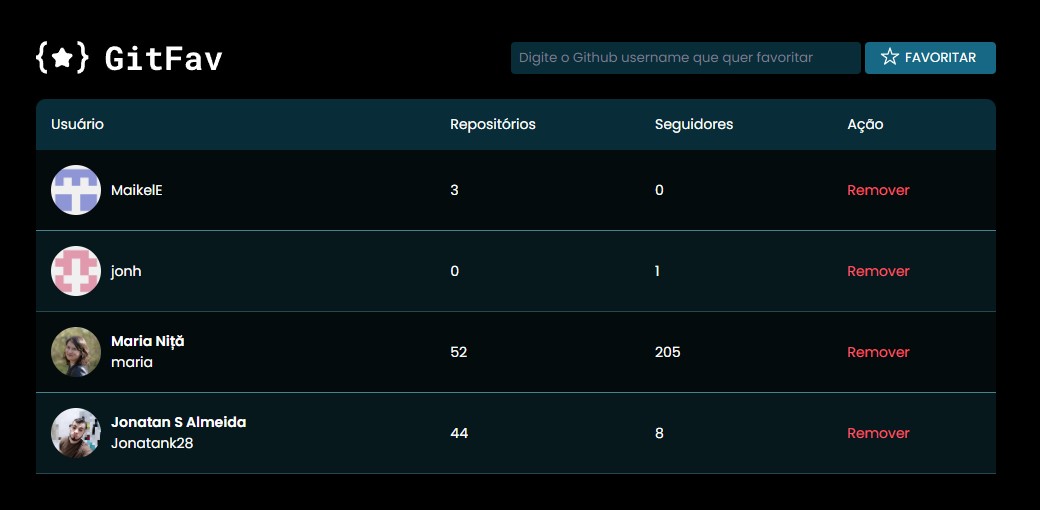 GitFav
Digite o Github username que quer favoritar
FAVORITAR
Usuário Repositórios Seguidores Ação
MaikelE 3 0 Remover
jonh 0 1 Remover
Maria Niță
maria 52 205 Remover
Jonatan S Almeida
Jonatank28 44 8 Remover